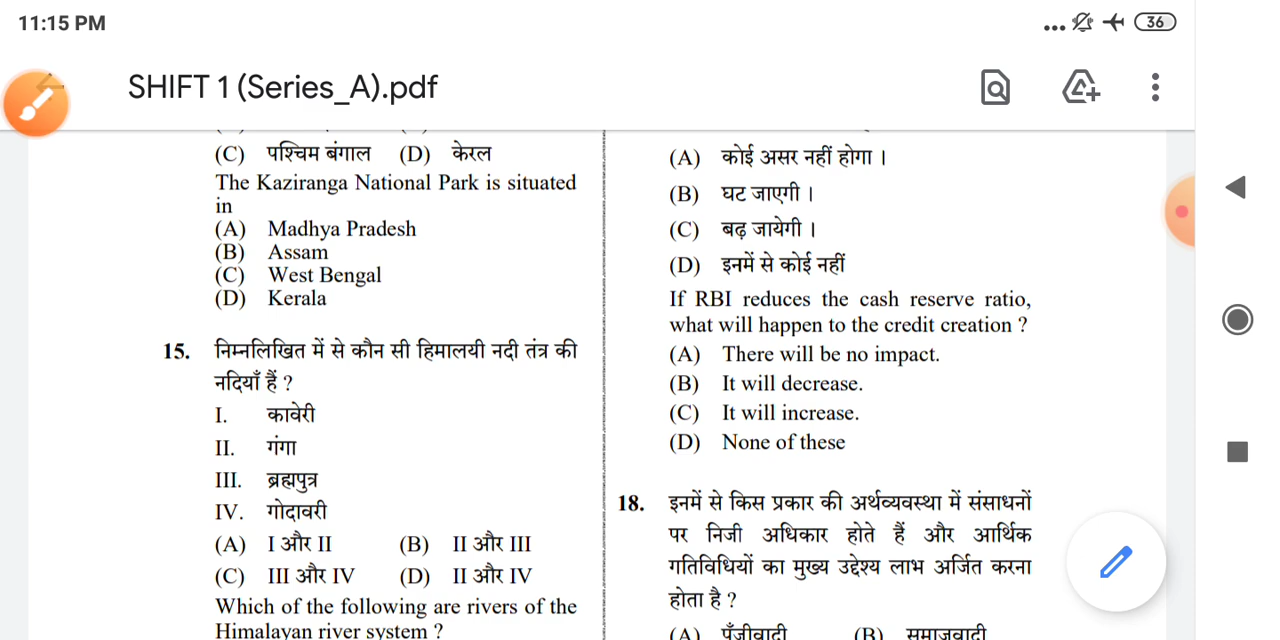 11:15 PM
36
SHIFT 1 (Series_A).pdf
(C) पश्चिम बंगाल (D) केरल
The Kaziranga National Park is situated
in
(A) Madhya Pradesh
(B) Assam
(C) West Bengal
(D) Kerala
15. निम्नलिखित में से कौन सी हिमालयी नदी तंत्र की
नदियाँ हैं ?
I. कावेरी
II. गंगा
III. ब्रह्मपुत्र
IV. गोदावरी
(A) I और II (B) II और III
(C) III और IV (D) II और IV
Which of the following are rivers of the
Himalayan river system ?
(A) कोई असर नहीं होगा ।
(B) घट जाएगी ।
(C) बढ़ जायेगी ।
(D) इनमें से कोई नहीं
If RBI reduces the cash reserve ratio,
what will happen to the credit creation ?
(A) There will be no impact.
(B) It will decrease.
(C) It will increase.
(D) None of these
18. इनमें से किस प्रकार की अर्थव्यवस्था में संसाधनों
पर निजी अधिकार होते हैं और आर्थिक
गतिविधियों का मुख्य उद्देश्य लाभ अर्जित करना
होता है ?
(A) पूँजीवादी (B) समाजवादी